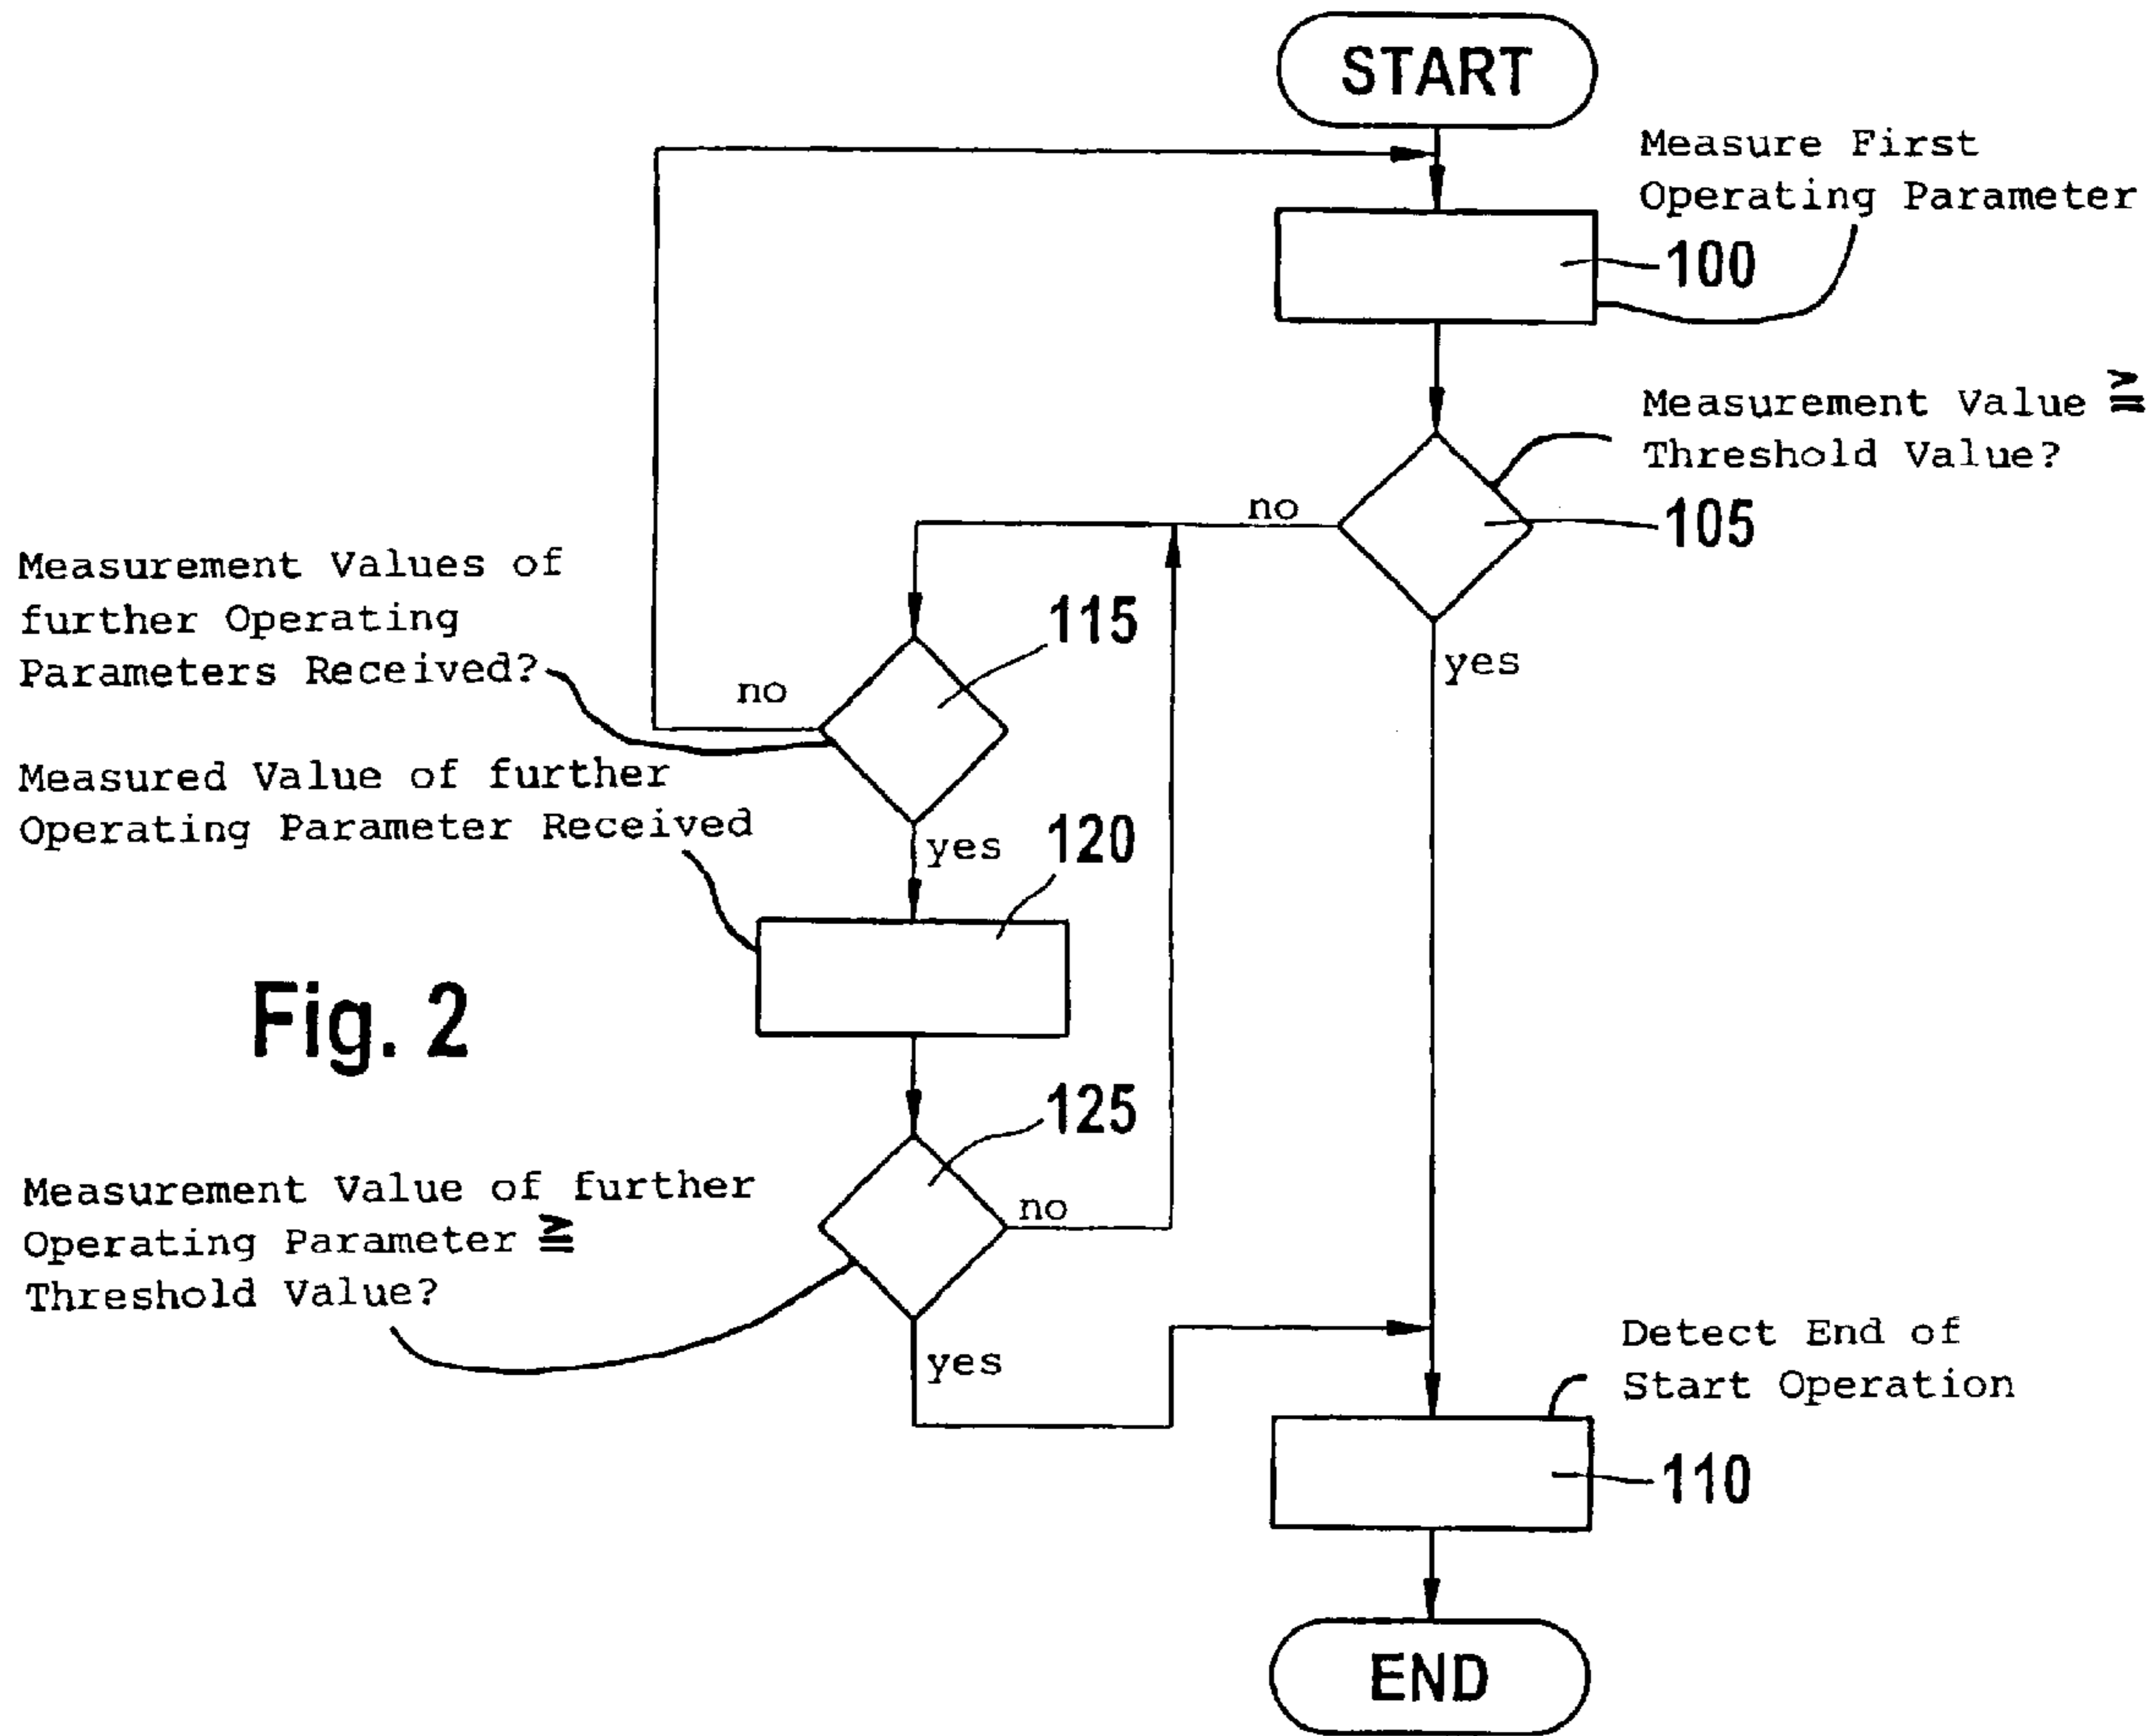 START
Measure First
Operating Parameter
100
Measurement Value ≧
Threshold Value?
105
no
yes
Measurement Values of
further Operating
Parameters Received?
115
no
yes
Measured Value of further
Operating Parameter Received
120
Fig. 2
125
Measurement Value of further
Operating Parameter ≧
Threshold Value?
no
yes
Detect End of
Start Operation
110
END